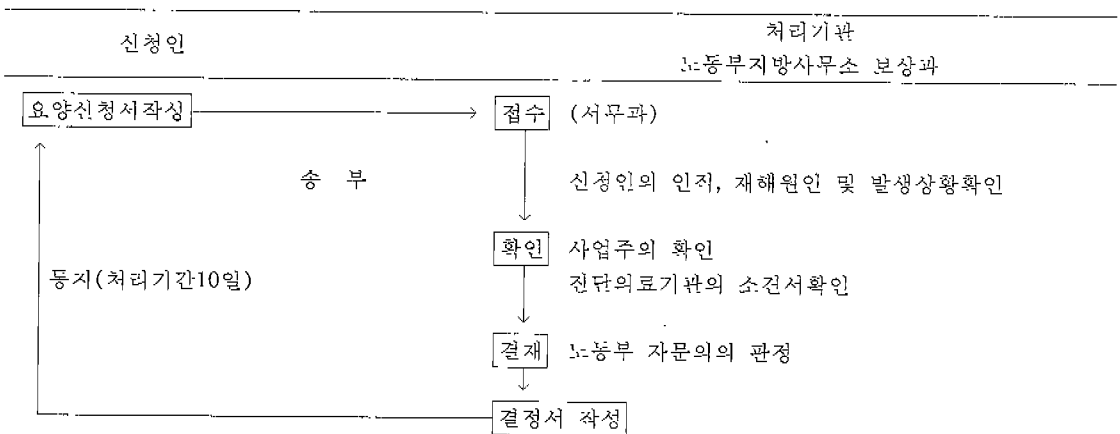 신청인
처리기관
노동부지방사무소 보상과
요양신청서작성
접수 (서무과)
송 부
신청인의 인적, 재해원인 및 발생상황확인
확인 사업주의 확인
통지(처리기간10일)
진단의료기관의 소견서확인
결재 노동부 자문의의 판정
결정서 작성